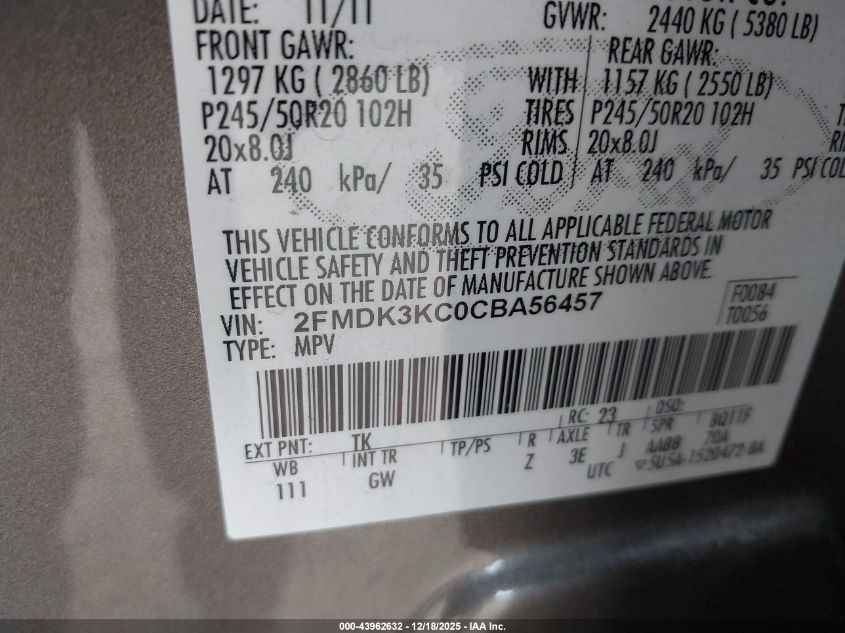 DATE: 11/11
GVWR: 2440 KG ( 5380 LB)
FRONT GAWR: REAR GAWR:
1297 KG ( 2860 LB) WITH 1157 KG ( 2550 LB)
P245/50R20 102H TIRES P245/50R20 102H
20x8.0J RIMS 20x8.0J
AT 240 kPa/ 35 PSI COLD AT 240 kPa/ 35 PSI COL
THIS VEHICLE CONFORMS TO ALL APPLICABLE FEDERAL MOTOR
VEHICLE SAFETY AND THEFT PREVENTION STANDARDS IN
EFFECT ON THE DATE OF MANUFACTURE SHOWN ABOVE.
VIN: 2FMDK3KC0CBA56457 F0084
TYPE: MPV T0056
RC: 23 DSO:
EXT PNT: TK
WB INT TR TP/PS R AXLE TR SPR BQ11F
111 GW Z 3E J AABB 70A
UTC ▽5U5A-1520472-BA
000-43962632 - 12/18/2025 - IAA Inc.